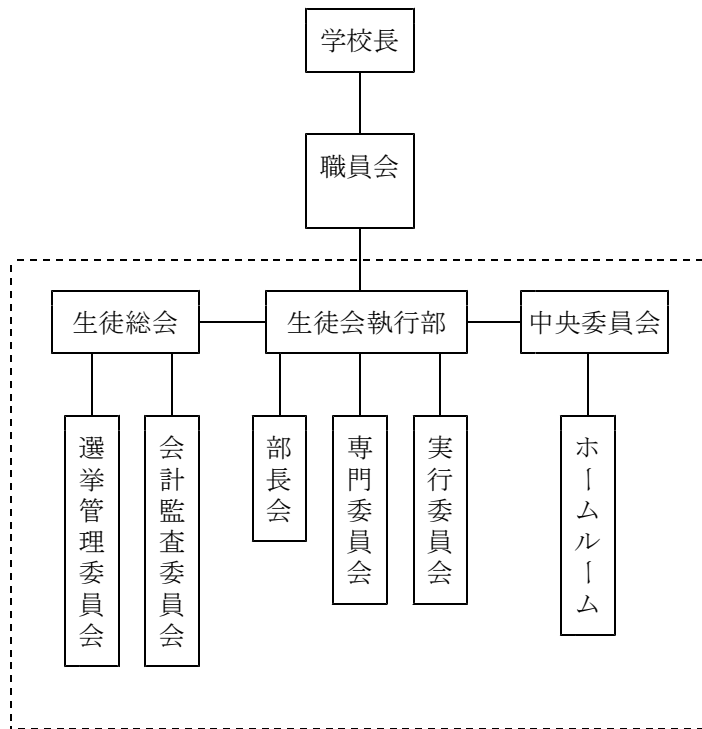 学校長
職員会
生徒総会
生徒会執行部
中央委員会
選挙管理委員会
会計監査委員会
部長会
専門委員会
実行委員会
ホームルーム